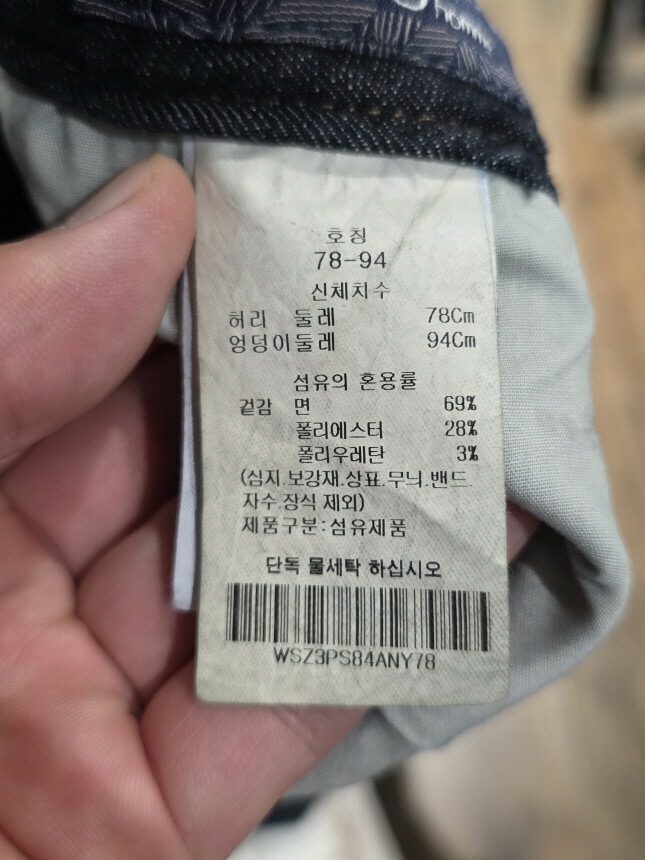 homme
호칭
78-94
신체치수
허리 둘레 78Cm
엉덩이둘레 94Cm
섬유의 혼용률
겉감 면 69%
폴리에스터 28%
폴리우레탄 3%
(심지.보강재.상표.무늬.밴드.
자수.장식 제외)
제품구분:섬유제품
단독 물세탁 하십시오
WSZ3PS84ANY78